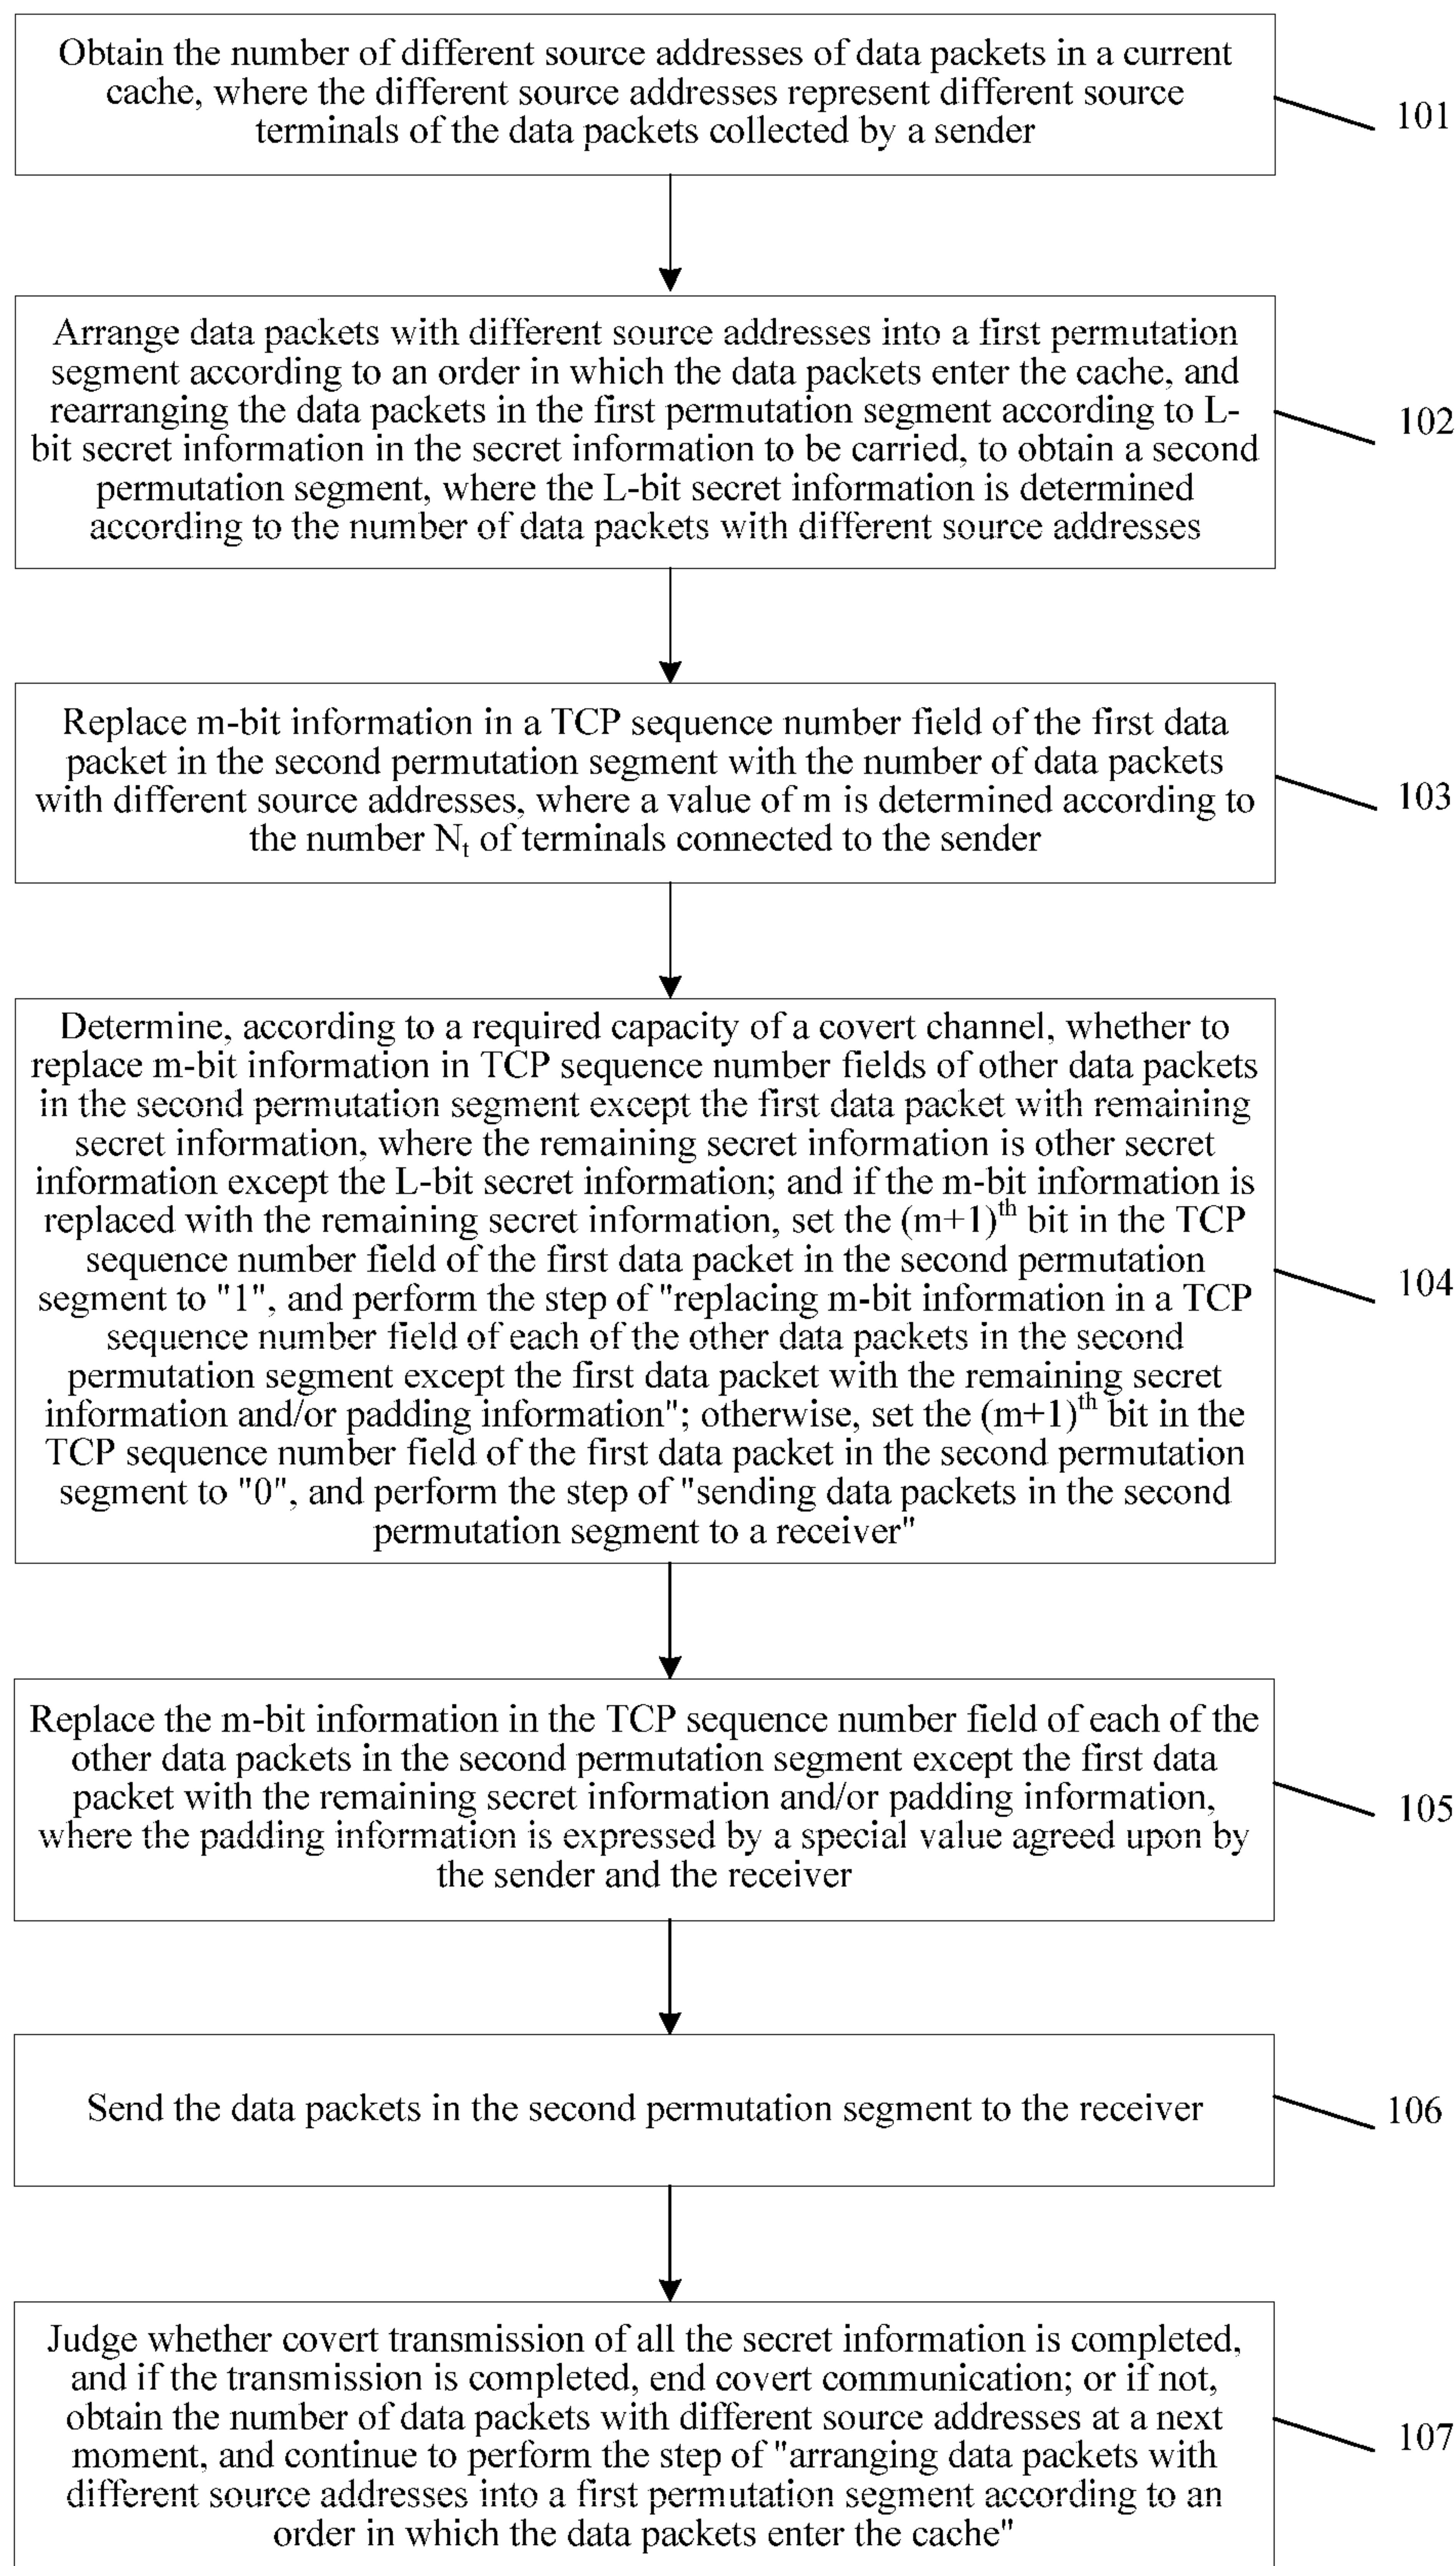 Obtain the number of different source addresses of data packets in a current
cache, where the different source addresses represent different source
terminals of the data packets collected by a sender
101
Arrange data packets with different source addresses into a first permutation
segment according to an order in which the data packets enter the cache, and
rearranging the data packets in the first permutation segment according to L-
bit secret information in the secret information to be carried, to obtain a second
permutation segment, where the L-bit secret information is determined
according to the number of data packets with different source addresses
102
Replace m-bit information in a TCP sequence number field of the first data
packet in the second permutation segment with the number of data packets
with different source addresses, where a value of m is determined according to
the number Nt of terminals connected to the sender
103
Determine, according to a required capacity of a covert channel, whether to
replace m-bit information in TCP sequence number fields of other data packets
in the second permutation segment except the first data packet with remaining
secret information, where the remaining secret information is other secret
information except the L-bit secret information; and if the m-bit information is
replaced with the remaining secret information, set the (m+1)th bit in the TCP
sequence number field of the first data packet in the second permutation
segment to "1", and perform the step of "replacing m-bit information in a TCP
sequence number field of each of the other data packets in the second
permutation segment except the first data packet with the remaining secret
information and/or padding information"; otherwise, set the (m+1)th bit in the
TCP sequence number field of the first data packet in the second permutation
segment to "0", and perform the step of "sending data packets in the second
permutation segment to a receiver"
104
Replace the m-bit information in the TCP sequence number field of each of the
other data packets in the second permutation segment except the first data
packet with the remaining secret information and/or padding information,
where the padding information is expressed by a special value agreed upon by
the sender and the receiver
105
Send the data packets in the second permutation segment to the receiver
106
Judge whether covert transmission of all the secret information is completed,
and if the transmission is completed, end covert communication; or if not,
obtain the number of data packets with different source addresses at a next
moment, and continue to perform the step of "arranging data packets with
different source addresses into a first permutation segment according to an
order in which the data packets enter the cache"
107